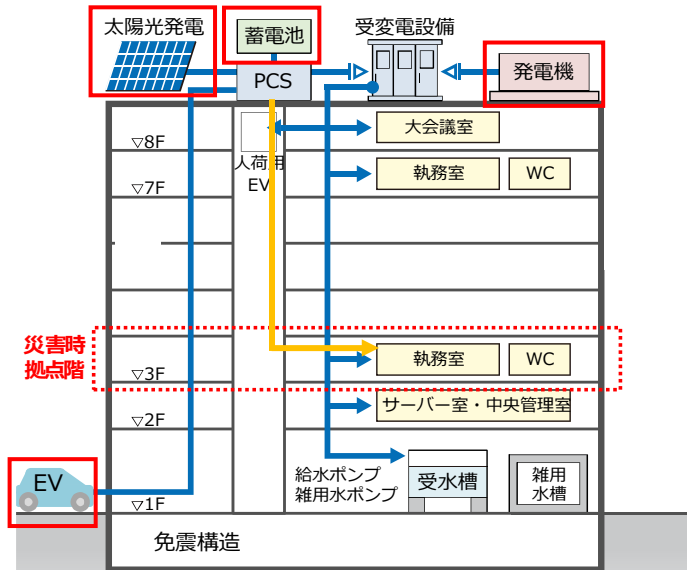 太陽光発電
蓄電池
受変電設備
発電機
PCS
大会議室
▽8F
人荷用
EV
執務室
WC
▽7F
災害時
拠点階
執務室
WC
▽3F
サーバー室・中央管理室
▽2F
EV
給水ポンプ
雑用水ポンプ
受水槽
雑用
水槽
▽1F
免震構造